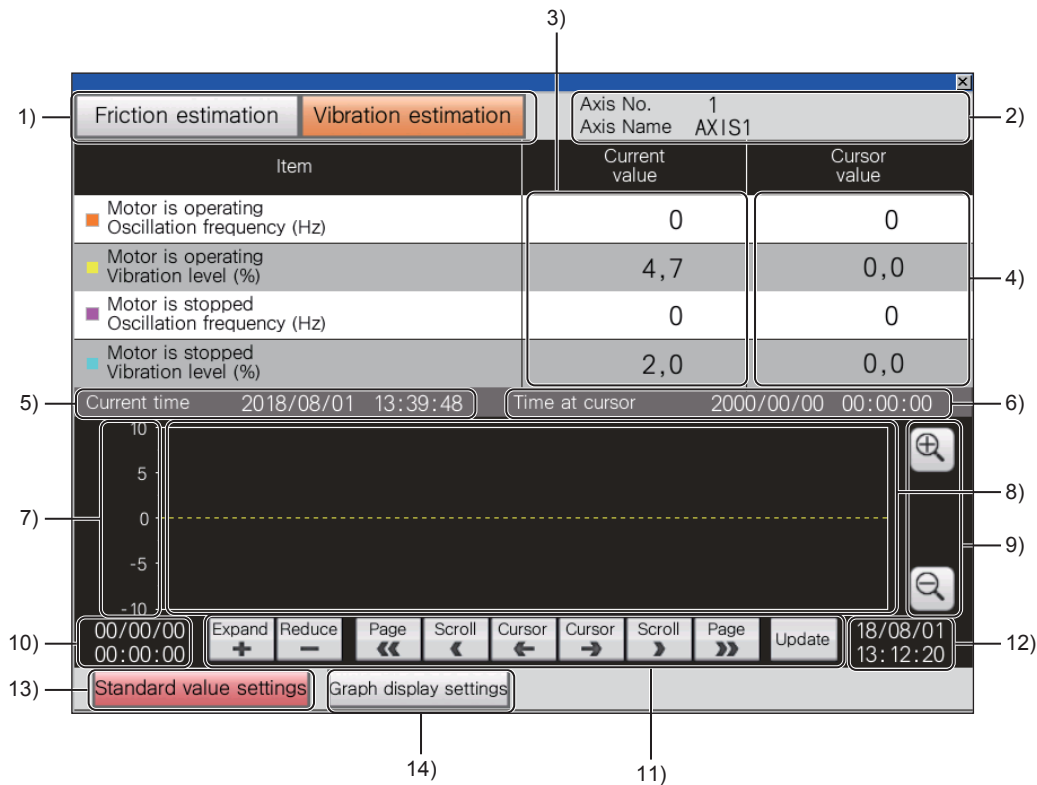 3)
1)
Friction estimation
Vibration estimation
Axis No. 1
Axis Name AXIS1
2)
Item
Current
value
Cursor
value
Motor is operating
Oscillation frequency (Hz)
0
0
Motor is operating
Vibration level (%)
4,7
0,0
4)
Motor is stopped
Oscillation frequency (Hz)
0
0
Motor is stopped
Vibration level (%)
2,0
0,0
5)
Current time 2018/08/01 13:39:48
Time at cursor 2000/00/00 00:00:00
6)
10
5
0
-5
-10
7)
8)
9)
10)
00/00/00
00:00:00
Expand
Reduce
Page
Scroll
Cursor
Cursor
Scroll
Page
Update
18/08/01
13:12:20
12)
13)
Standard value settings
Graph display settings
14)
11)